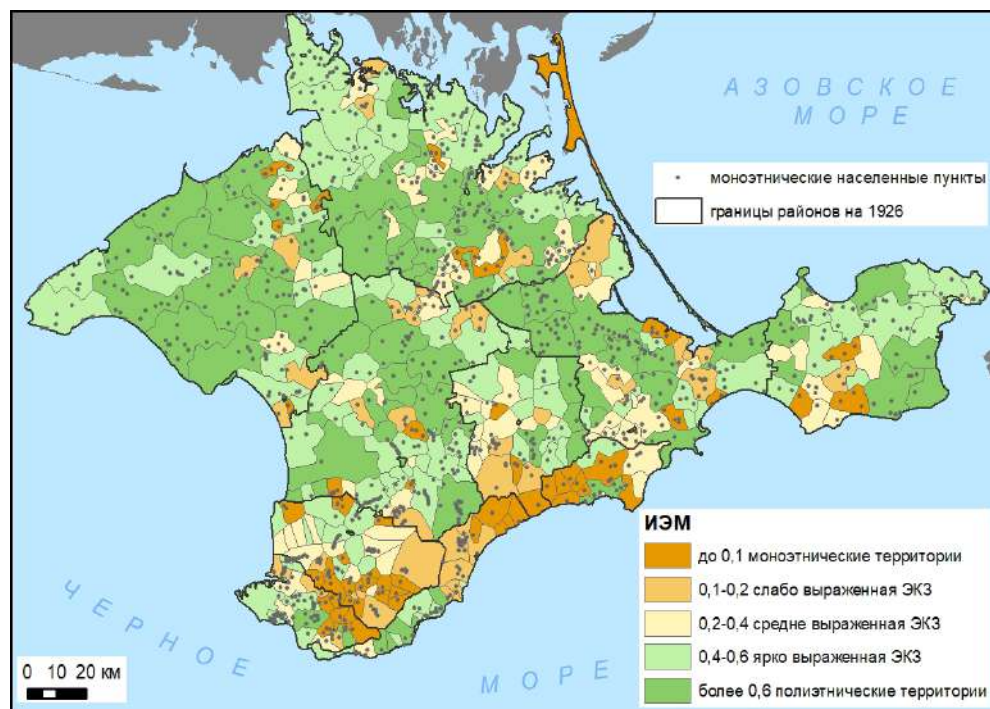 АЗОВСКОЕ
МОРЕ
моноэтнические населенные пункты
границы районов на 1926
ИЭМ
до 0,1 моноэтнические территории
0,1-0,2 слабо выраженная ЭКЗ
0,2-0,4 средне выраженная ЭКЗ
0,4-0,6 ярко выраженная ЭКЗ
более 0,6 полиэтнические территории
ЧЕРНОЕ
МОРЕ
0 10 20 км